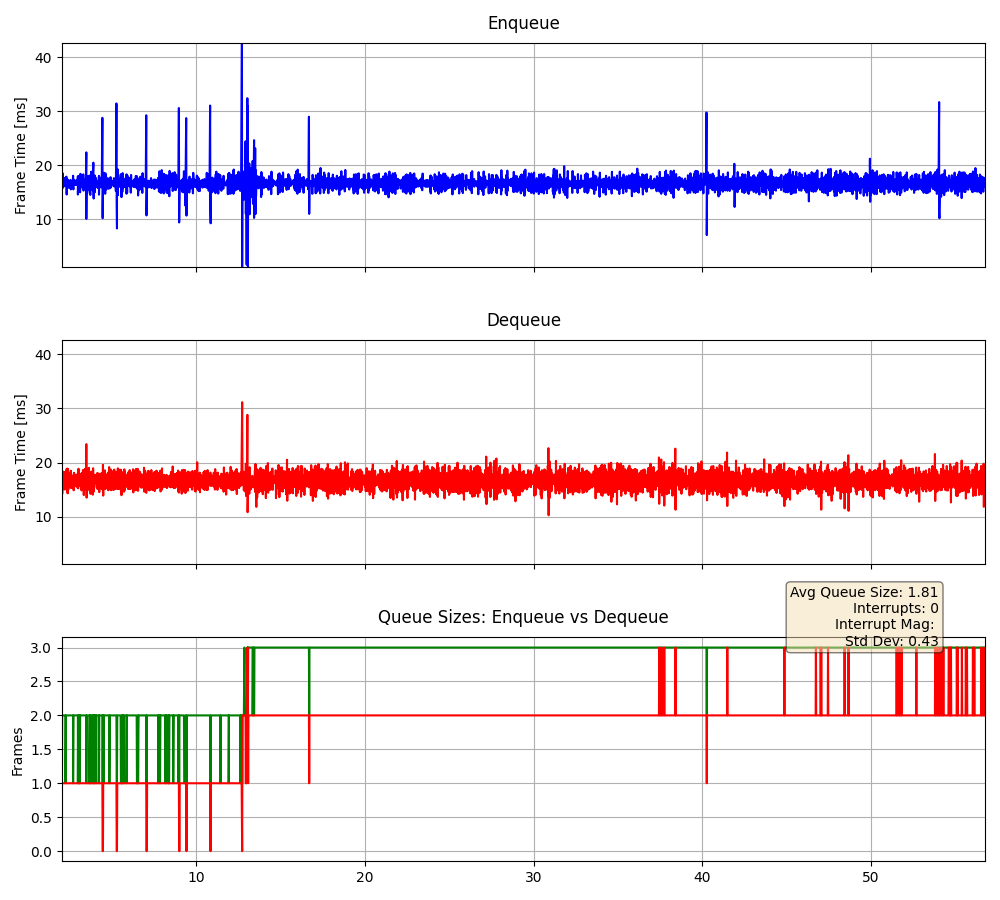 Enqueue
Frame Time [ms]
40
30
20
10
Dequeue
Frame Time [ms]
40
30
20
10
Avg Queue Size: 1.81
Interrupts: 0
Interrupt Mag:
Std Dev: 0.43
Queue Sizes: Enqueue vs Dequeue
Frames
3.0
2.5
2.0
1.5
1.0
0.5
0.0
10 20 30 40 50